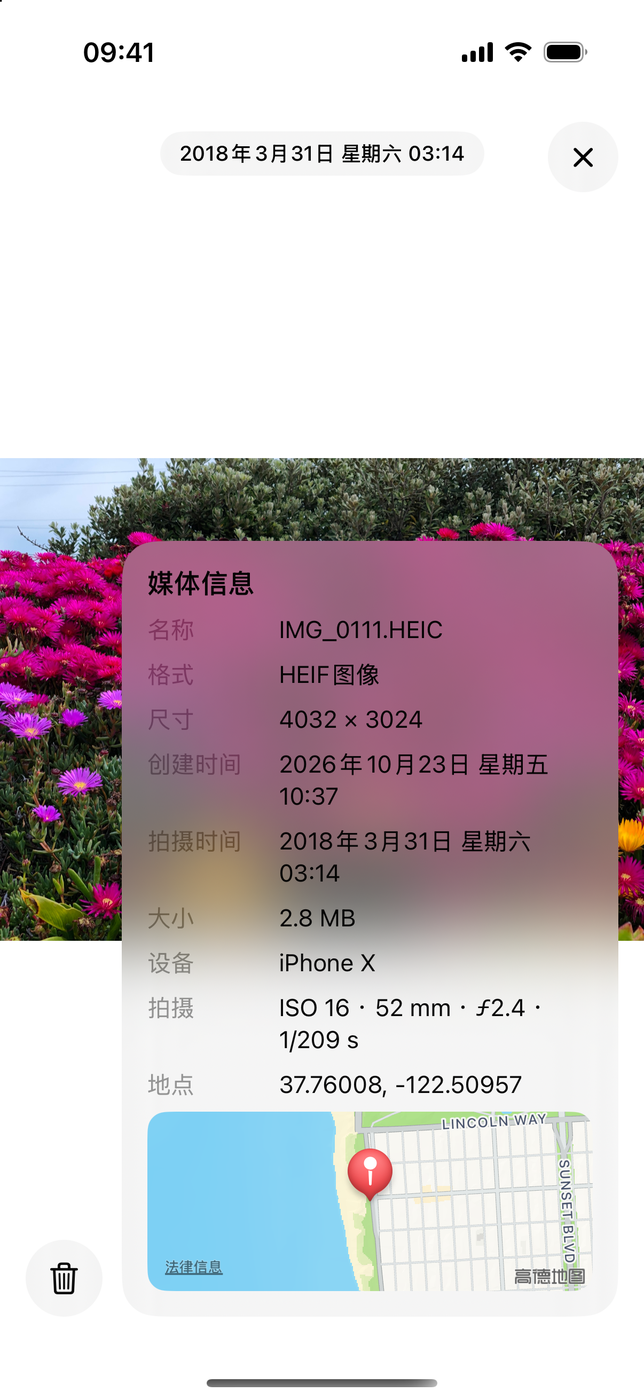 09:41
2018年3月31日 星期六 03:14
媒体信息
名称 IMG_0111.HEIC
格式 HEIF图像
尺寸 4032 × 3024
创建时间 2026年10月23日 星期五
10:37
拍摄时间 2018年3月31日 星期六
03:14
大小 2.8 MB
设备 iPhone X
拍摄 ISO 16 · 52 mm · ƒ2.4 ·
1/209 s
地点 37.76008, -122.50957
LINCOLN WAY
SUNSET BLVD
法律信息
高德地图